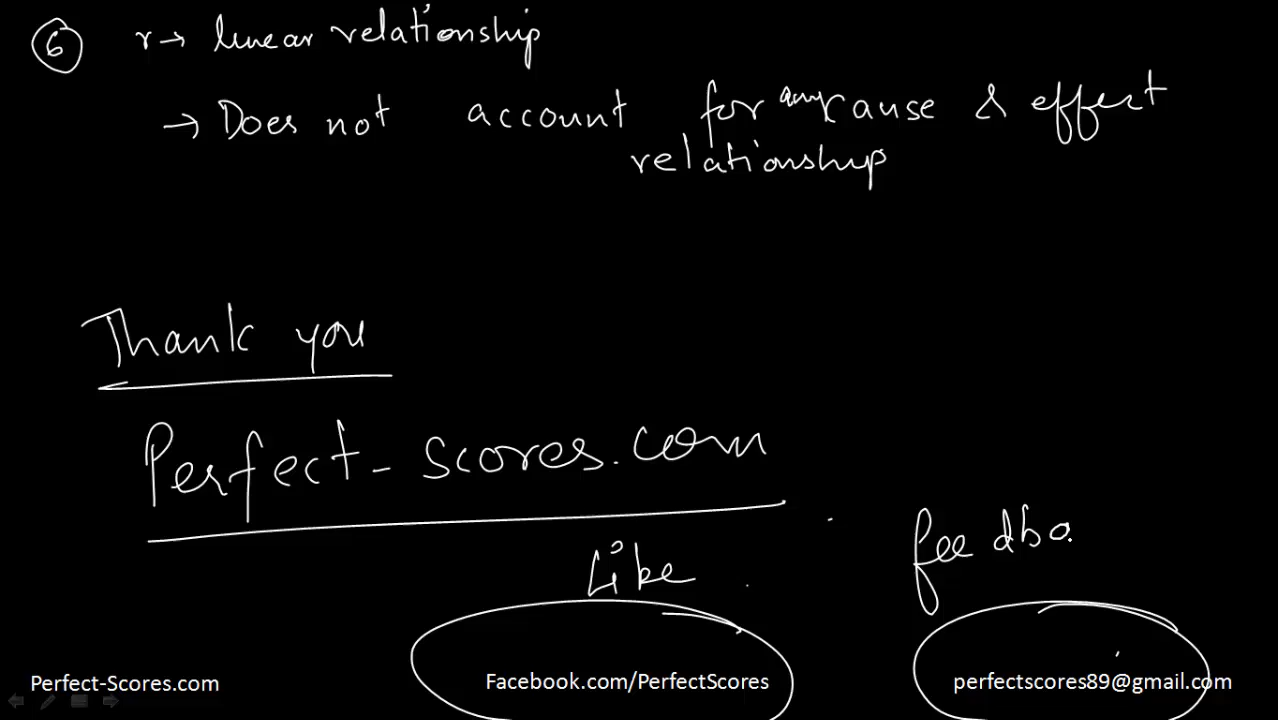 6 r → linear relationship
→ Does not account for any cause & effect
relationship
Thank you
Perfect-scores.com
Like
feedba
Perfect-Scores.com
Facebook.com/PerfectScores
perfectscores89@gmail.com